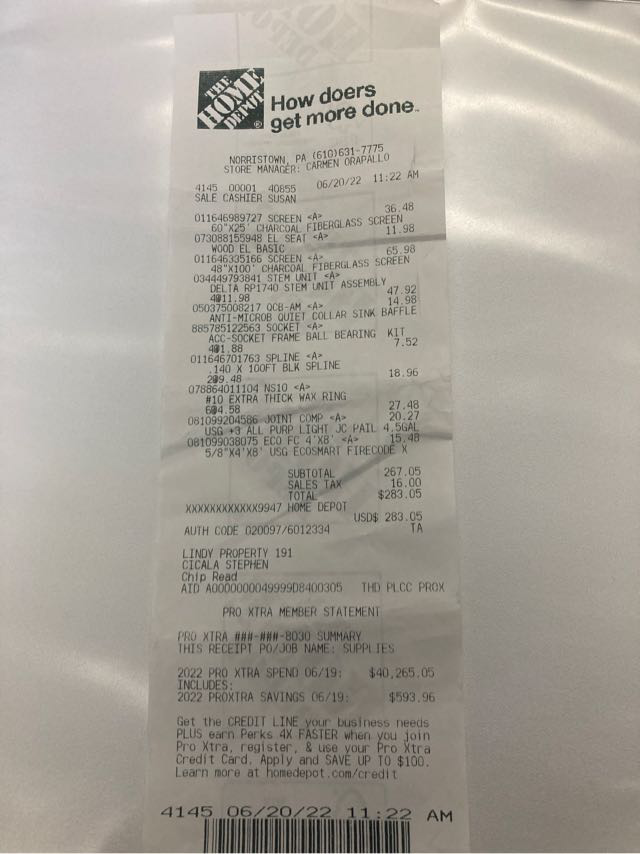 THE HOME DEPOT
How doers
get more done™
NORRISTOWN, PA (610)631-7775
STORE MANAGER: CARMEN ORAPALLO
4145 00001 40855 06/20/22 11:22 AM
SALE CASHIER SUSAN
011646989727 SCREEN <A> 36.48
60"X25' CHARCOAL FIBERGLASS SCREEN
073088155948 EL SEAT <A> 11.98
WOOD EL BASIC
011646335166 SCREEN <A> 65.98
48"X100' CHARCOAL FIBERGLASS SCREEN
034449793841 STEM UNIT <A>
DELTA RP1740 STEM UNIT ASSEMBLY
4@11.98 47.92
050375008217 QCB-AM <A> 14.98
ANTI-MICROB QUIET COLLAR SINK BAFFLE
885785122563 SOCKET <A>
ACC-SOCKET FRAME BALL BEARING KIT
4@1.88 7.52
011646701763 SPLINE <A>
.140 X 100FT BLK SPLINE
2@9.48 18.96
078864011104 NS10 <A>
#10 EXTRA THICK WAX RING
6@4.58 27.48
081099204586 JOINT COMP <A> 20.27
USG +3 ALL PURP LIGHT JC PAIL 4.5GAL
081099038075 ECO FC 4'X8' <A> 15.48
5/8"X4'X8' USG ECOSMART FIRECODE X
SUBTOTAL 267.05
SALES TAX 16.00
TOTAL $283.05
XXXXXXXXXXXX9947 HOME DEPOT
USD$ 283.05
AUTH CODE 020097/6012334 TA
LINDY PROPERTY 191
CICALA STEPHEN
Chip Read
AID A0000000049999D8400305 THD PLCC PROX
PRO XTRA MEMBER STATEMENT
PRO XTRA ###-###-8030 SUMMARY
THIS RECEIPT PO/JOB NAME: SUPPLIES
2022 PRO XTRA SPEND 06/19: $40,265.05
INCLUDES:
2022 PROXTRA SAVINGS 06/19: $593.96
Get the CREDIT LINE your business needs
PLUS earn Perks 4X FASTER when you join
Pro Xtra, register, & use your Pro Xtra
Credit Card. Apply and SAVE UP TO $100.
Learn more at homedepot.com/credit
4145 06/20/22 11:22 AM